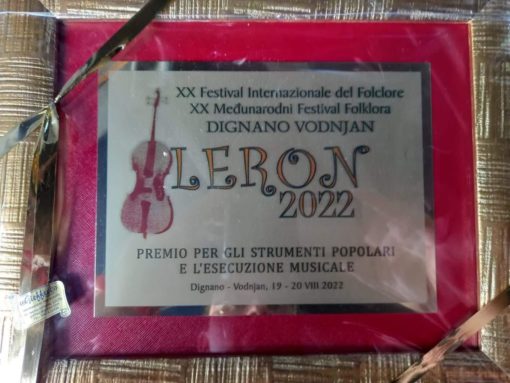 XX Festival Internazionale del Folclore
XX Međunarodni Festival Folklora
DIGNANO VODNJAN
LERON
2022
PREMIO PER GLI STRUMENTI POPOLARI
E L'ESECUZIONE MUSICALE
Dignano - Vodnjan, 19 - 20 VIII 2022